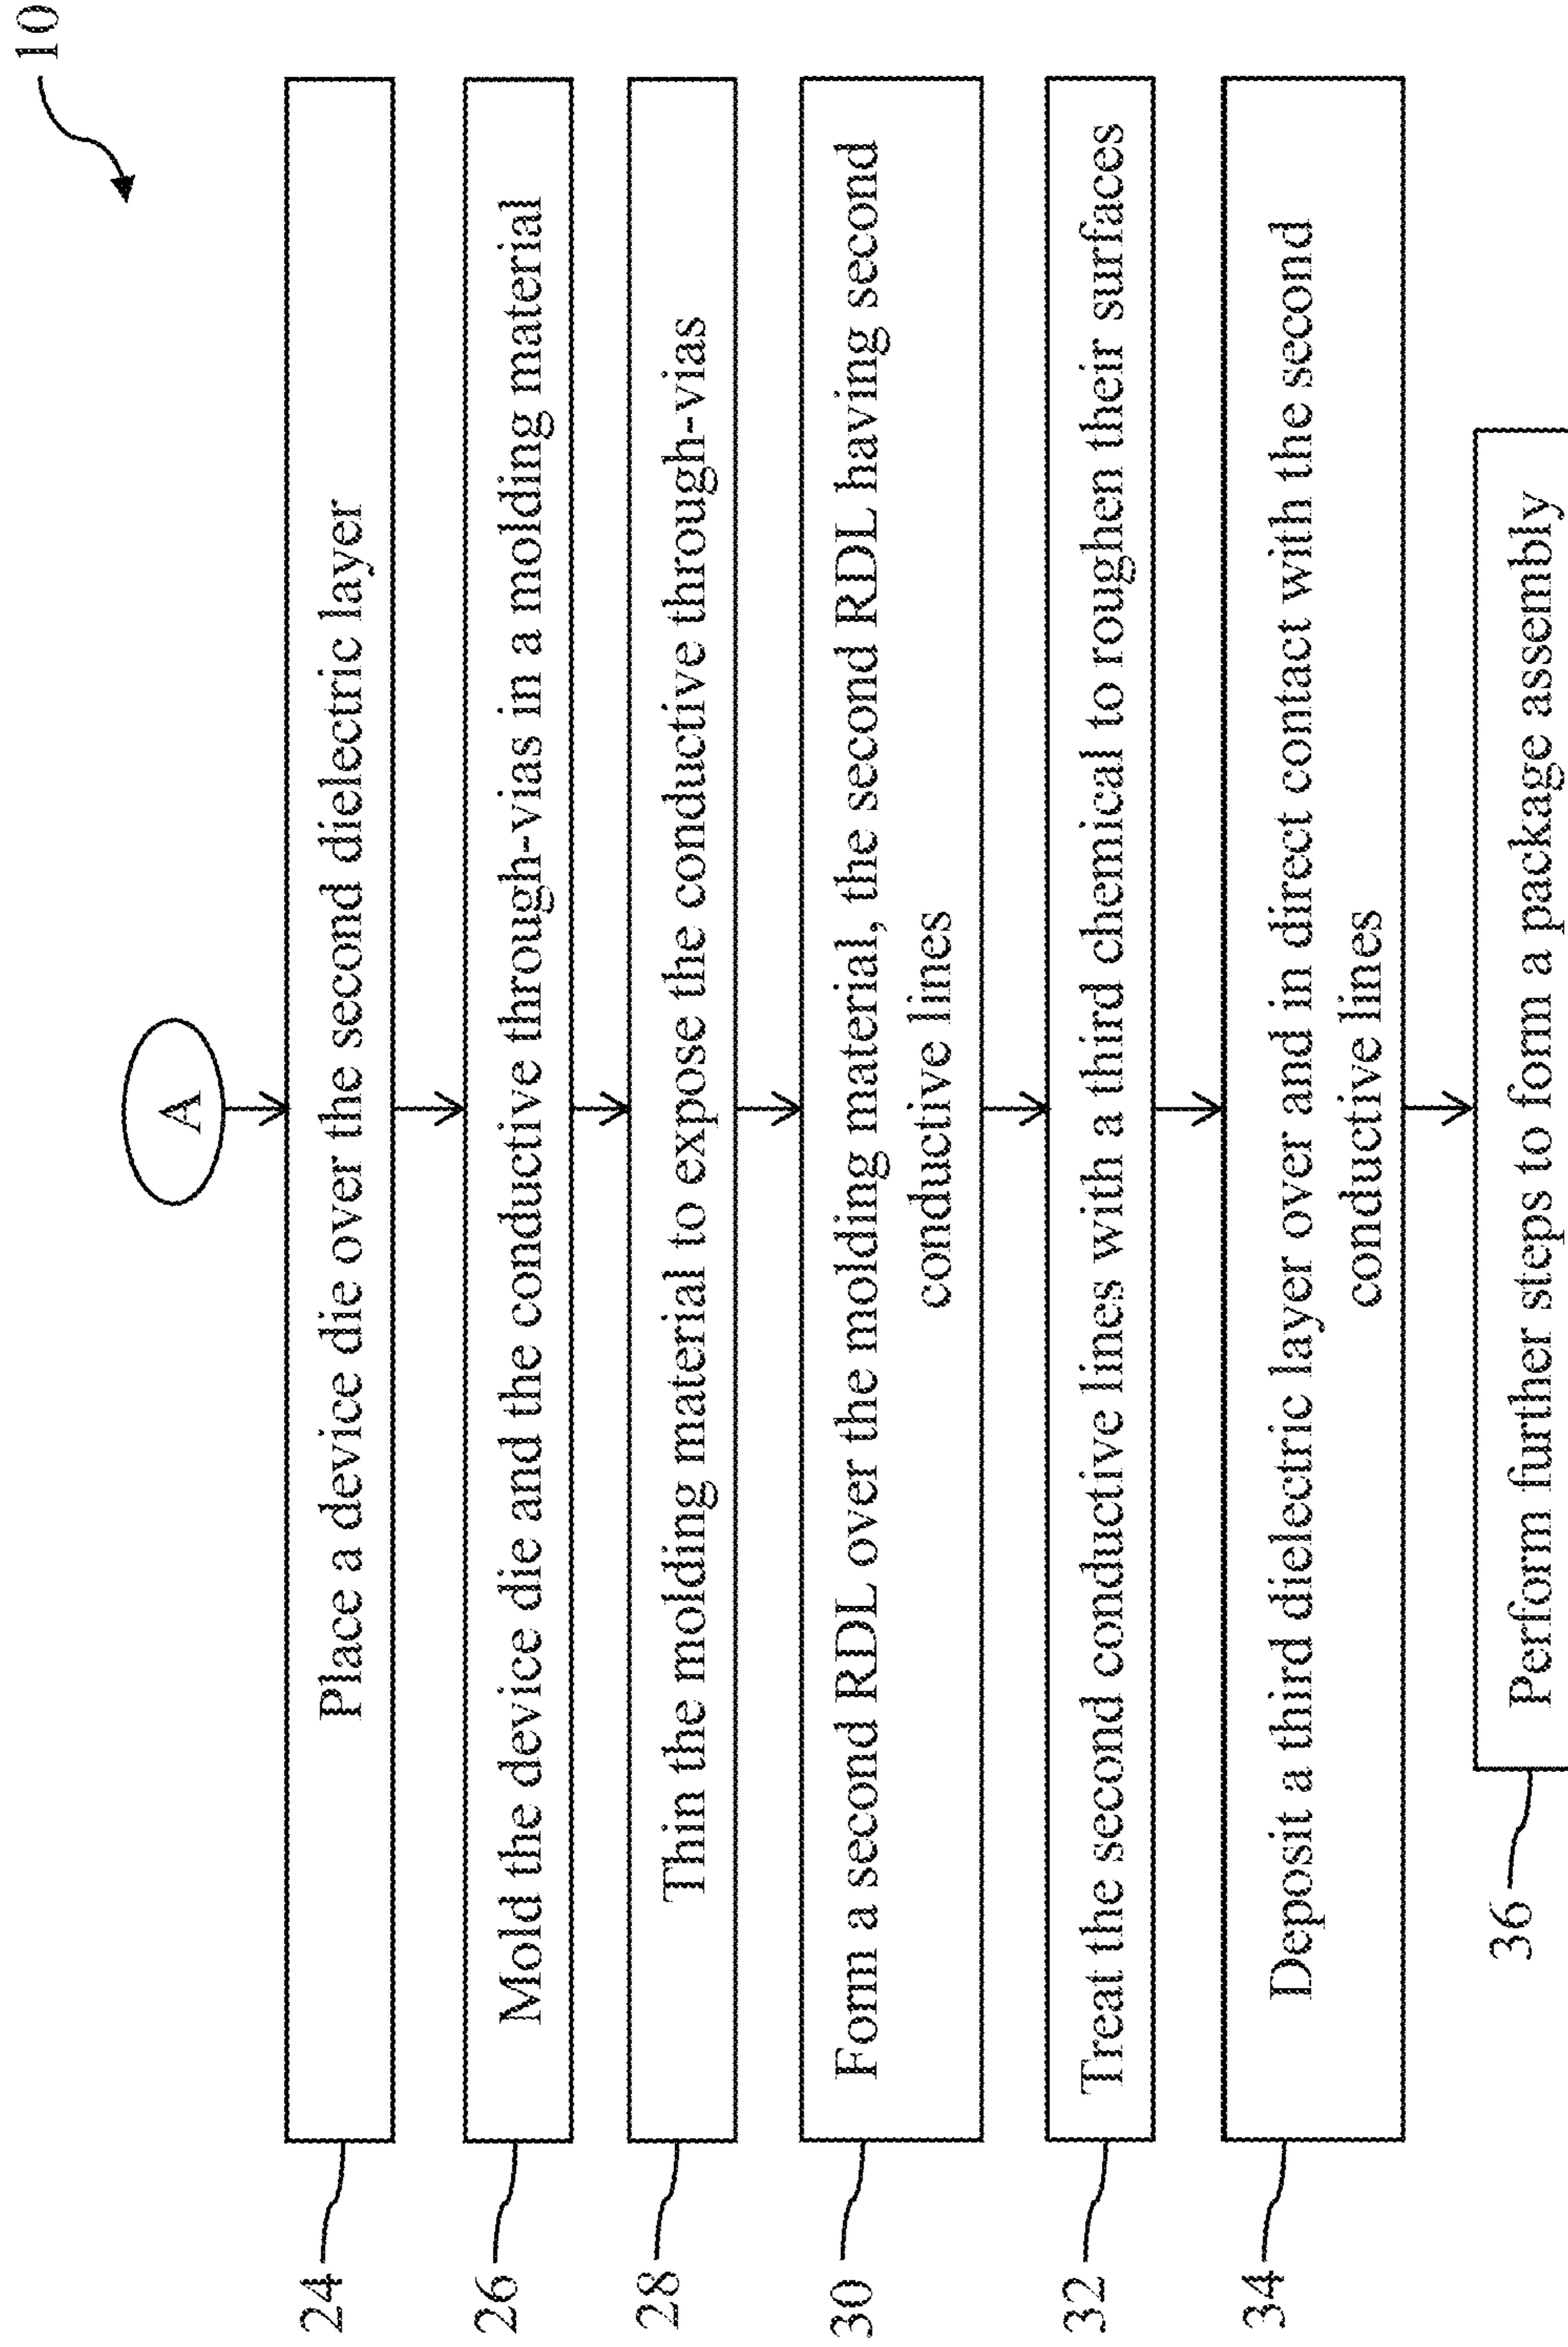 10
A
24
Place a device die over the second dielectric layer
26
Mold the device die and the conductive through-vias in a molding material
28
Thin the molding material to expose the conductive through-vias
30
Form a second RDL over the molding material, the second RDL having second
conductive lines
32
Treat the second conductive lines with a third chemical to roughen their surfaces
34
Deposit a third dielectric layer over and in direct contact with the second
conductive lines
36
Perform further steps to form a package assembly